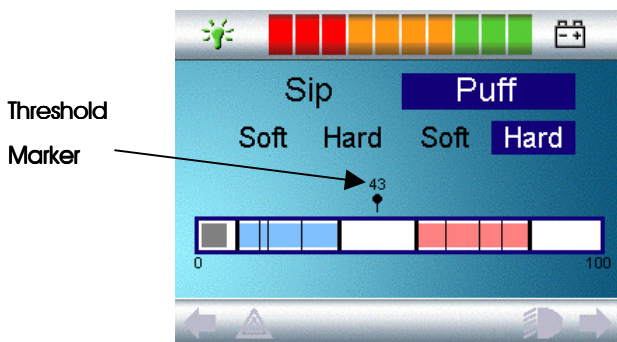 Sip Puff
Threshold
Marker
Soft Hard Soft Hard
43
0 100